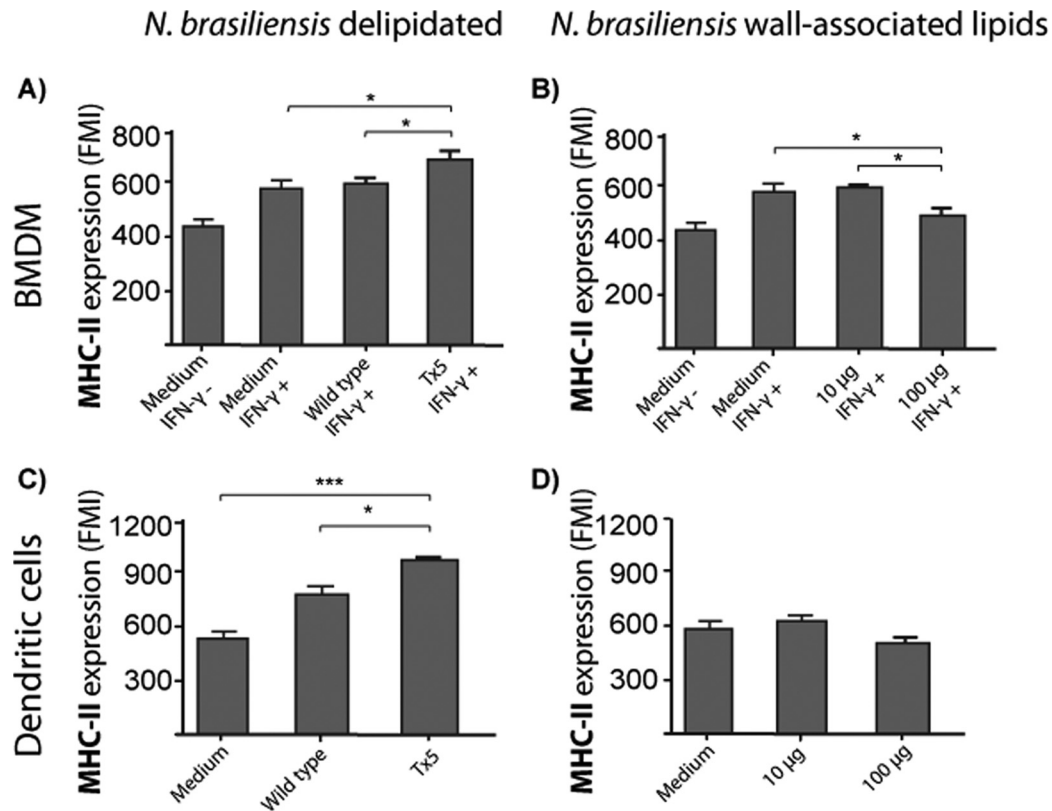 N. brasiliensis delipidated
N. brasiliensis wall-associated lipids
BMDM
A)
MHC-II expression (FMI)
800
600
400
200
*
*
Medium
IFN-γ -
Medium
IFN-γ +
Wild type
IFN-γ +
Tx5
IFN-γ +
B)
MHC-II expression (FMI)
800
600
400
200
*
*
Medium
IFN-γ -
Medium
IFN-γ +
10 µg
IFN-γ +
100 µg
IFN-γ +
Dendritic cells
C)
MHC-II expression (FMI)
1200
900
600
300
***
*
Medium
Wild type
Tx5
D)
MHC-II expression (FMI)
1200
900
600
300
Medium
10 µg
100 µg